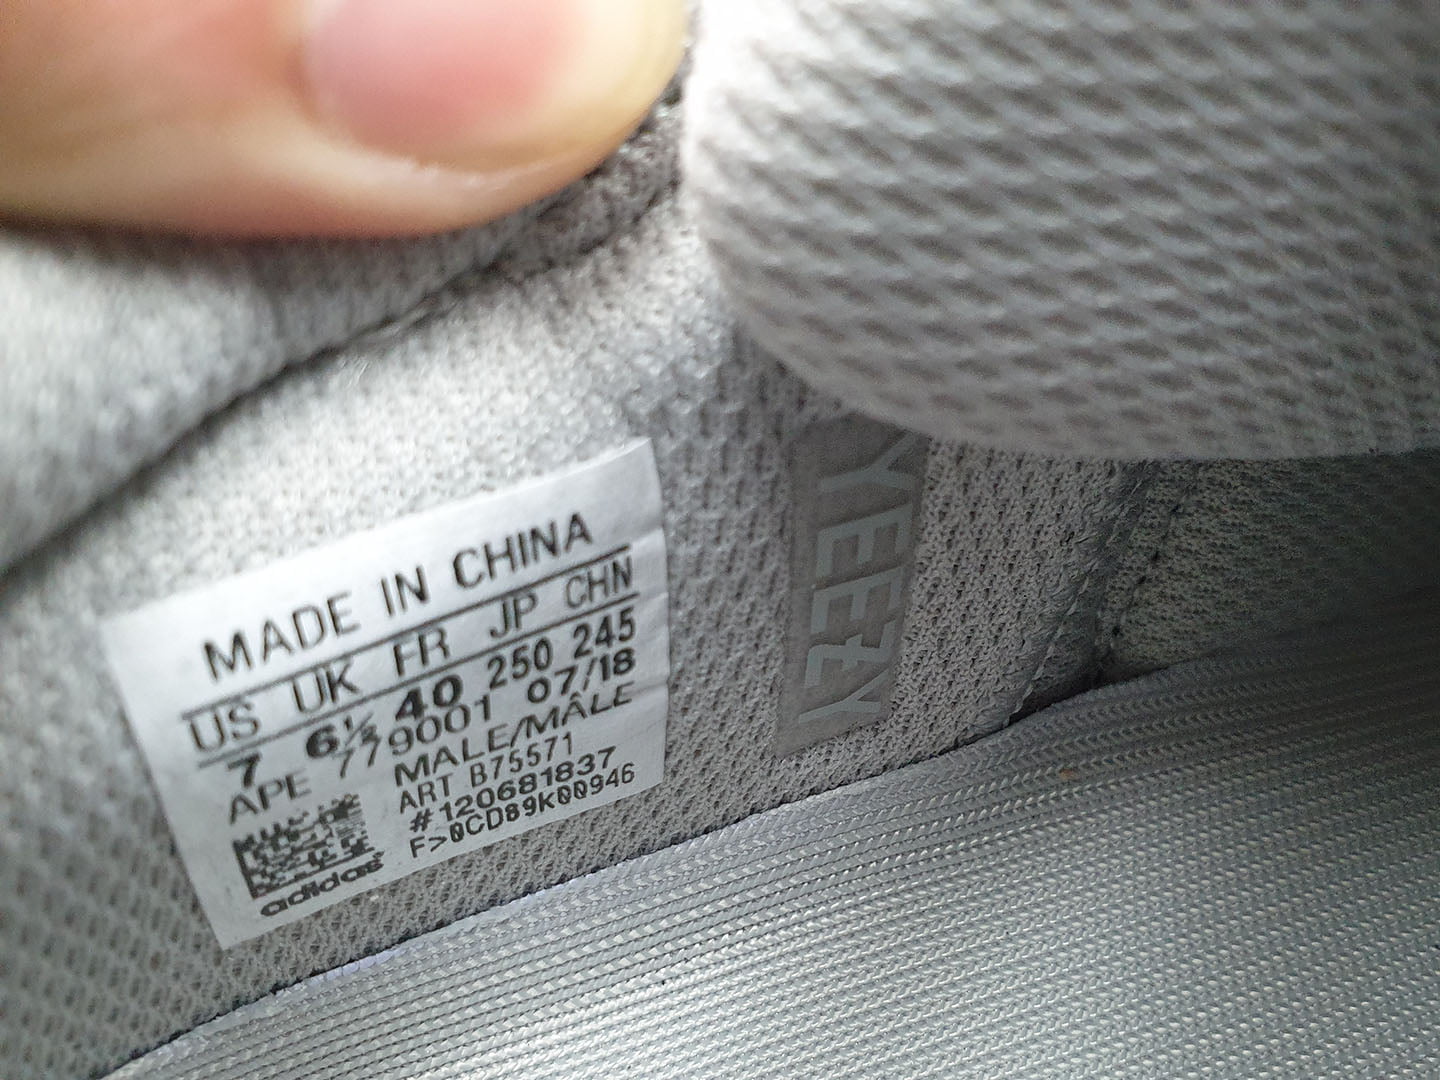 MADE IN CHINA
US UK FR JP CHN
7 6½ 40 250 245
APE 779001 07/18
MALE/MÂLE
ART B75571
#120681837
F>0CD89K00946
adidas
YEEZY